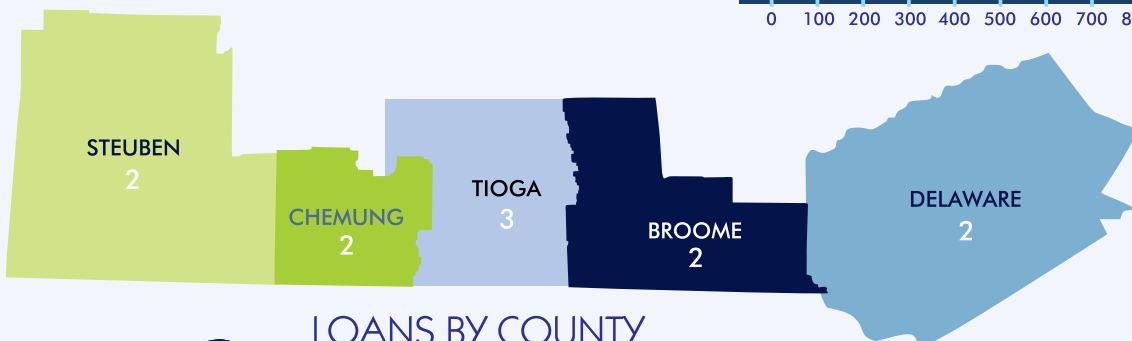 0 100 200 300 400 500 600 700 8
STEUBEN
2
CHEMUNG
2
TIOGA
3
BROOME
2
DELAWARE
2
LOANS BY COUNTY